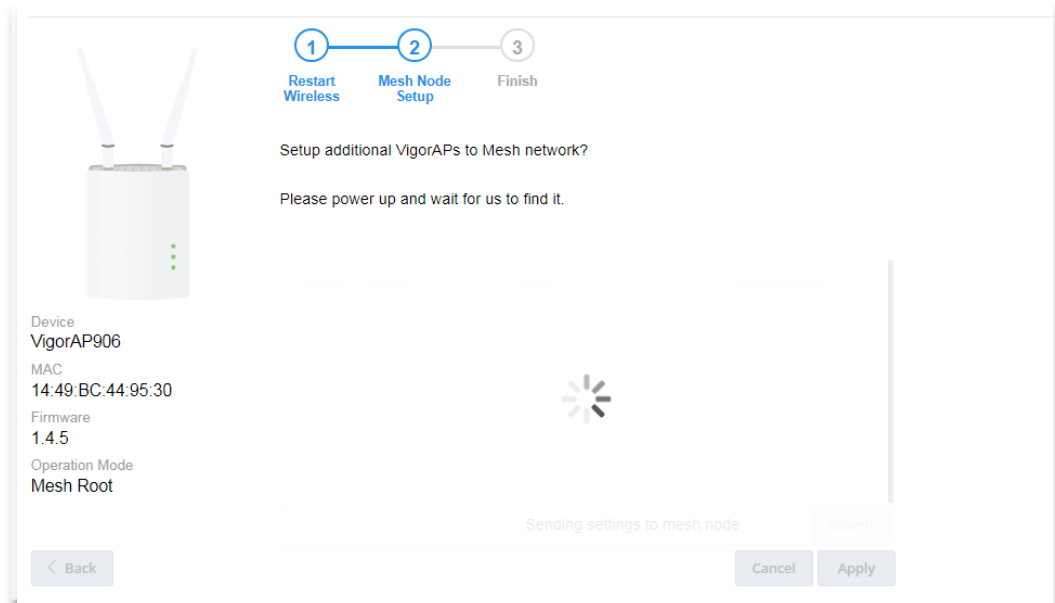 1
2
3
Restart
Wireless
Mesh Node
Setup
Finish
Setup additional VigorAPs to Mesh network?
Please power up and wait for us to find it.
Device
VigorAP906
MAC
14:49:BC:44:95:30
Firmware
1.4.5
Operation Mode
Mesh Root
Sending settings to mesh node
Search
< Back
Cancel
Apply